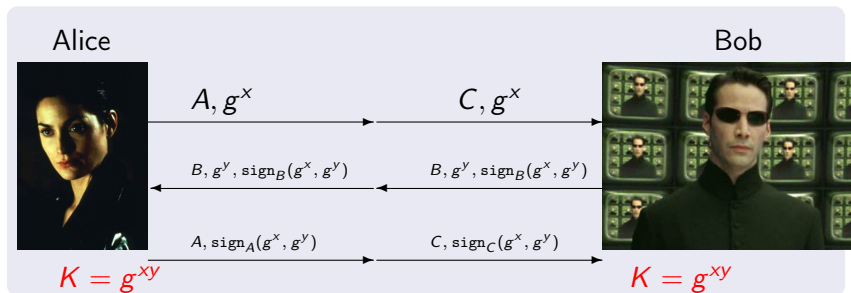 Alice Bob
A, g^x C, g^x
B, g^y, sign_B(g^x, g^y) B, g^y, sign_B(g^x, g^y)
A, sign_A(g^x, g^y) C, sign_C(g^x, g^y)
K = g^{xy} K = g^{xy}